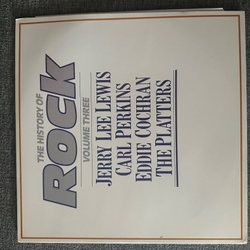 THE HISTORY OF
ROCK
VOLUME THREE
JERRY LEE LEWIS
CARL PERKINS
EDDIE COCHRAN
THE PLATTERS